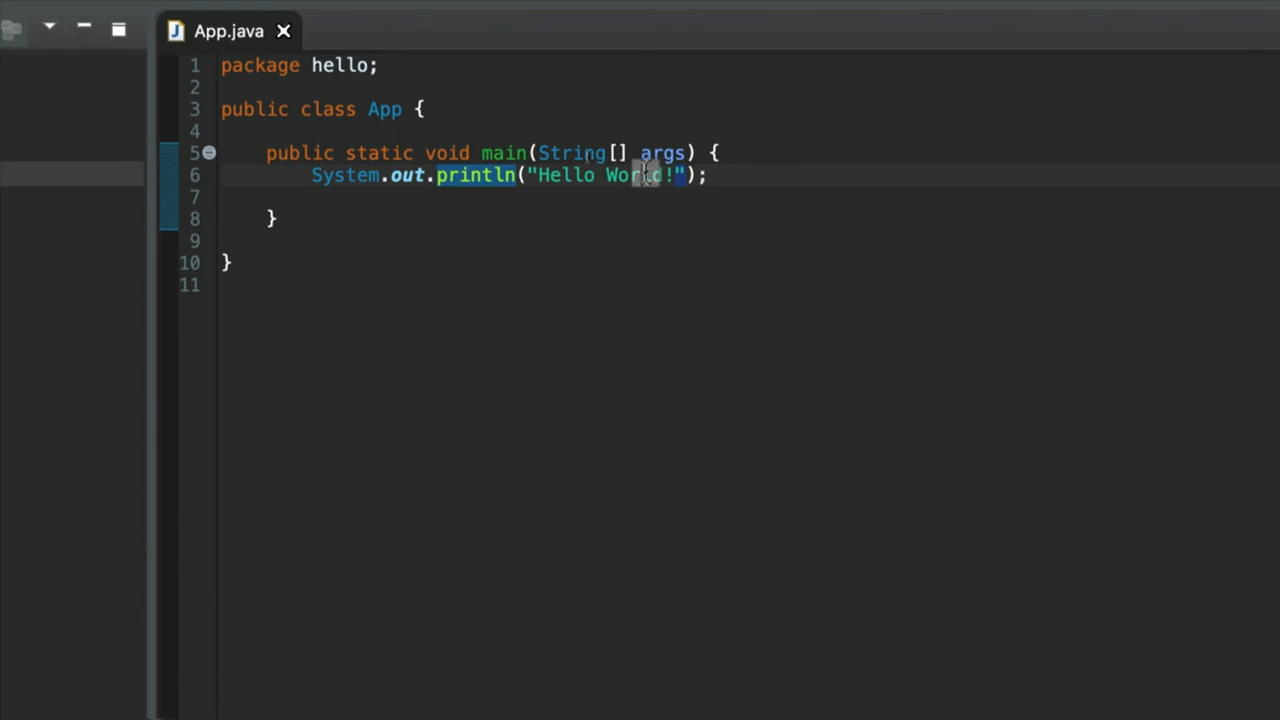 App.java
1 package hello;
2
3 public class App {
4
5 public static void main(String[] args) {
6 System.out.println("Hello World!");
7
8 }
9
10 }
11